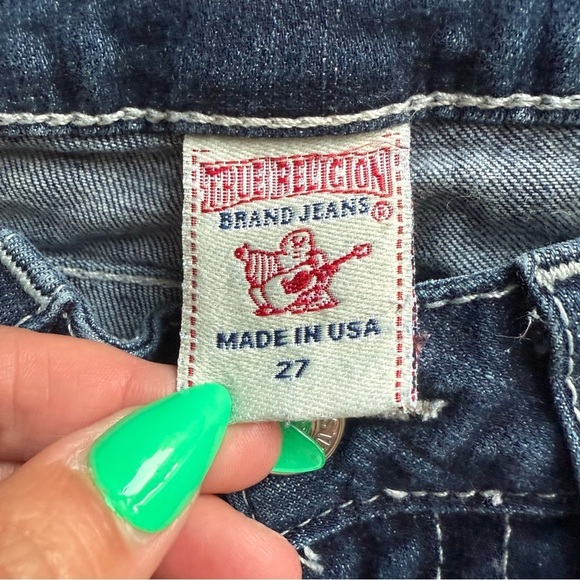 TRUE RELIGION
BRAND JEANS ®
MADE IN USA
27